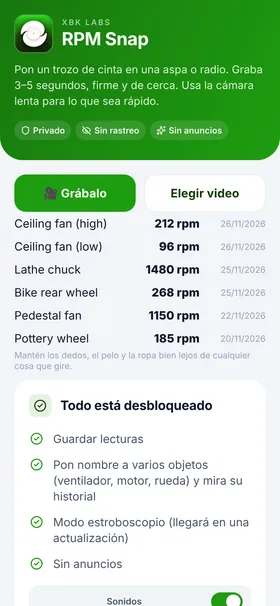 XBK LABS
RPM Snap
Pon un trozo de cinta en una aspa o radio. Graba
3–5 segundos, firme y de cerca. Usa la cámara
lenta para lo que sea rápido.
Privado
Sin rastreo
Sin anuncios
🎥 Grábalo
Elegir video
Ceiling fan (high) 212 rpm 26/11/2026
Ceiling fan (low) 96 rpm 26/11/2026
Lathe chuck 1480 rpm 25/11/2026
Bike rear wheel 268 rpm 25/11/2026
Pedestal fan 1150 rpm 22/11/2026
Pottery wheel 185 rpm 20/11/2026
Mantén los dedos, el pelo y la ropa bien lejos de cualquier
cosa que gire.
Todo está desbloqueado
Guardar lecturas
Pon nombre a varios objetos
(ventilador, motor, rueda) y mira su
historial
Modo estroboscopio (llegará en una
actualización)
Sin anuncios
Sonidos